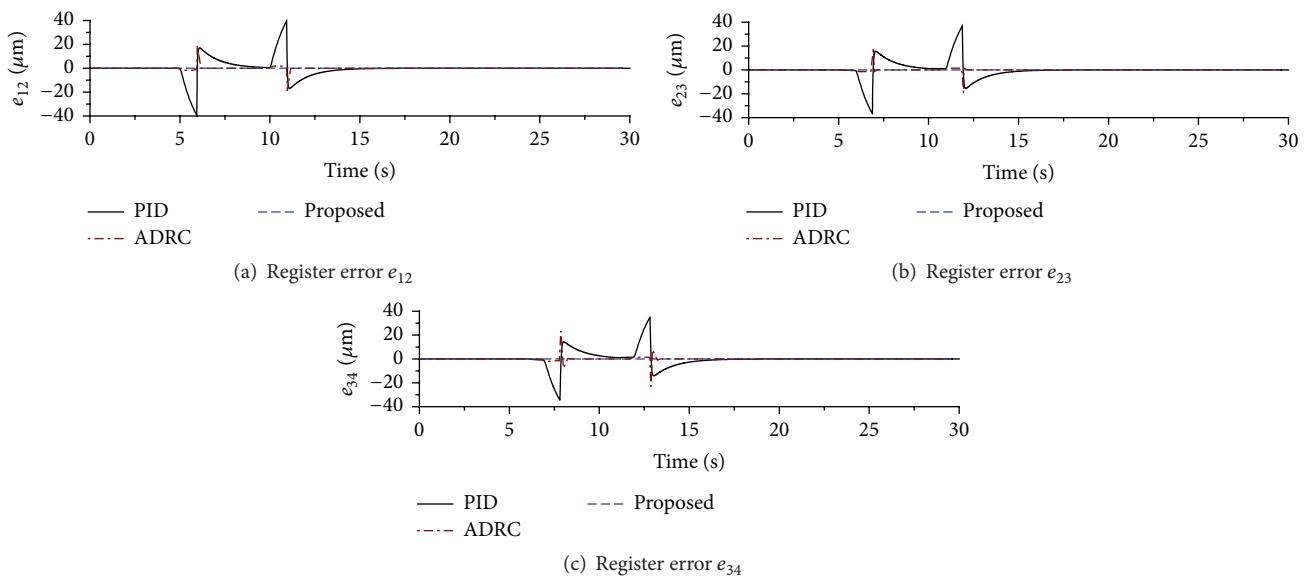 40
20
0
−20
−40
e12 (μm)
0 5 10 15 20 25 30
Time (s)
PID
Proposed
ADRC
(a) Register error e12
40
20
0
−20
−40
e23 (μm)
0 5 10 15 20 25 30
Time (s)
PID
Proposed
ADRC
(b) Register error e23
40
20
0
−20
−40
e34 (μm)
0 5 10 15 20 25 30
Time (s)
PID
Proposed
ADRC
(c) Register error e34